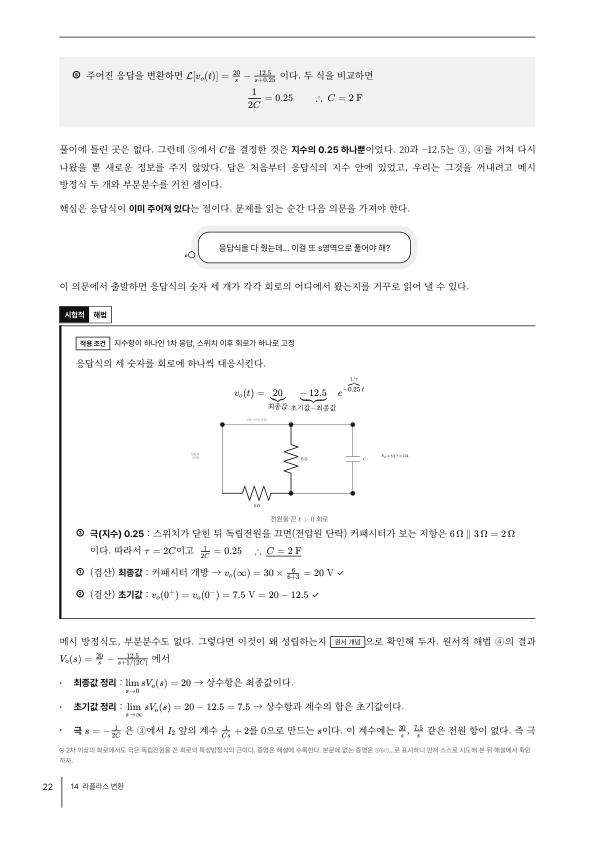 ⑤ 주어진 응답을 변환하면 ℒ[v_o(t)] = 20/s − 12.5/(s+0.25) 이다. 두 식을 비교하면
1/(2C) = 0.25 ∴ C = 2 F
풀이에 틀린 곳은 없다. 그런데 ⑤에서 C를 결정한 것은 지수의 0.25 하나뿐이었다. 20과 −12.5는 ③, ④를 거쳐 다시
나왔을 뿐 새로운 정보를 주지 않았다. 답은 처음부터 응답식의 지수 안에 있었고, 우리는 그것을 꺼내려고 메시
방정식 두 개와 부분분수를 거친 셈이다.
핵심은 응답식이 이미 주어져 있다는 점이다. 문제를 읽는 순간 다음 의문을 가져야 한다.
응답식을 다 줬는데… 이걸 또 s영역으로 풀어야 해?
이 의문에서 출발하면 응답식의 숫자 세 개가 각각 회로의 어디에서 왔는지를 거꾸로 읽어 낼 수 있다.
시험적 해법
적용 조건 지수항이 하나인 1차 응답, 스위치 이후 회로가 하나로 고정
응답식의 세 숫자를 회로에 하나씩 대응시킨다.
1/τ
v_o(t) = 20 −12.5 e^{−0.25 t}
최종값 초기값−최종값
6 Ω
C
3 Ω
전원을 끈 t > 0 회로
③ 극(지수) 0.25 : 스위치가 닫힌 뒤 독립전원을 끄면(전압원 단락) 커패시터가 보는 저항은 6 Ω ∥ 3 Ω = 2 Ω
이다. 따라서 τ = 2C이고 1/(2C) = 0.25 ∴ C = 2 F
① (검산) 최종값 : 커패시터 개방 → v_o(∞) = 30 × 6/(6+3) = 20 V ✓
② (검산) 초기값 : v_o(0⁺) = v_o(0⁻) = 7.5 V = 20 − 12.5 ✓
메시 방정식도, 부분분수도 없다. 그렇다면 이것이 왜 성립하는지 원서 개념 으로 확인해 두자. 원서적 해법 ④의 결과
V_o(s) = 20/s − 12.5/(s+1/(2C)) 에서
· 최종값 정리 : lim_{s→0} sV_o(s) = 20 → 상수항은 최종값이다.
· 초기값 정리 : lim_{s→∞} sV_o(s) = 20 − 12.5 = 7.5 → 상수항과 계수의 합은 초기값이다.
· 극 s = −1/(2C) 은 ③에서 I₂ 앞의 계수 1/(Cs) + 2를 0으로 만드는 s이다. 이 계수에는 30/s, 7.5/s 같은 전원 항이 없다. 즉 극
2차 이상의 회로에서도 극은 독립전원을 끈 회로의 특성방정식의 근이다. 증명은 해설에 수록한다. 본문에 없는 증명은 로 표시하니 먼저 스스로 시도해 본 뒤 해설에서 확인
하자.
22 14 라플라스 변환